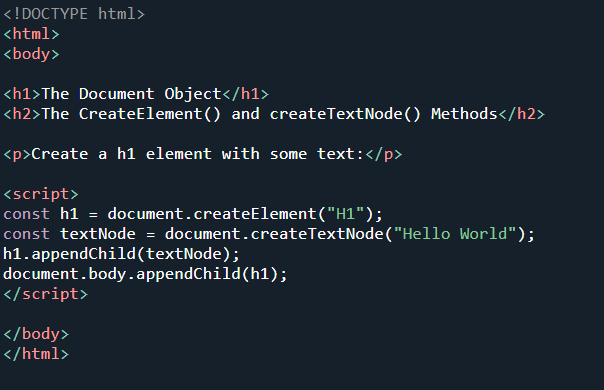 <!DOCTYPE html>
<html>
<body>
<h1>The Document Object</h1>
<h2>The CreateElement() and createTextNode() Methods</h2>
<p>Create a h1 element with some text:</p>
<script>
const h1 = document.createElement("H1");
const textNode = document.createTextNode("Hello World");
h1.appendChild(textNode);
document.body.appendChild(h1);
</script>
</body>
</html>